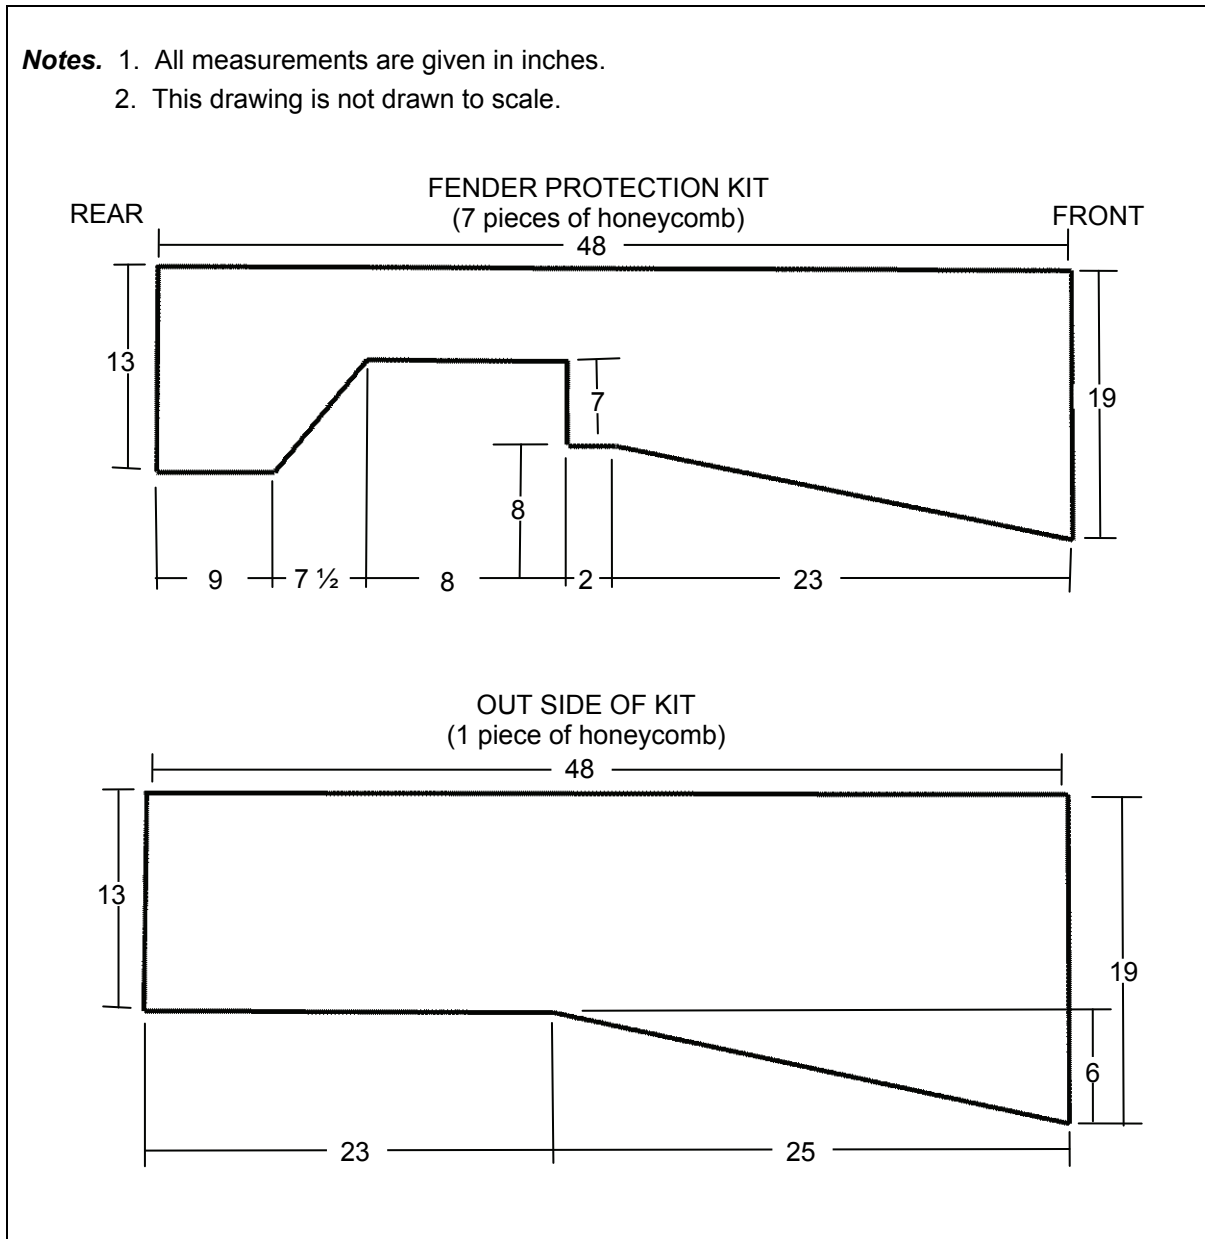 Notes. 1. All measurements are given in inches.
2. This drawing is not drawn to scale.
FENDER PROTECTION KIT
REAR
(7 pieces of honeycomb)
FRONT
48
13
7
19
8
9
7 ½
8
2
23
OUT SIDE OF KIT
(1 piece of honeycomb)
48
13
19
6
23
25